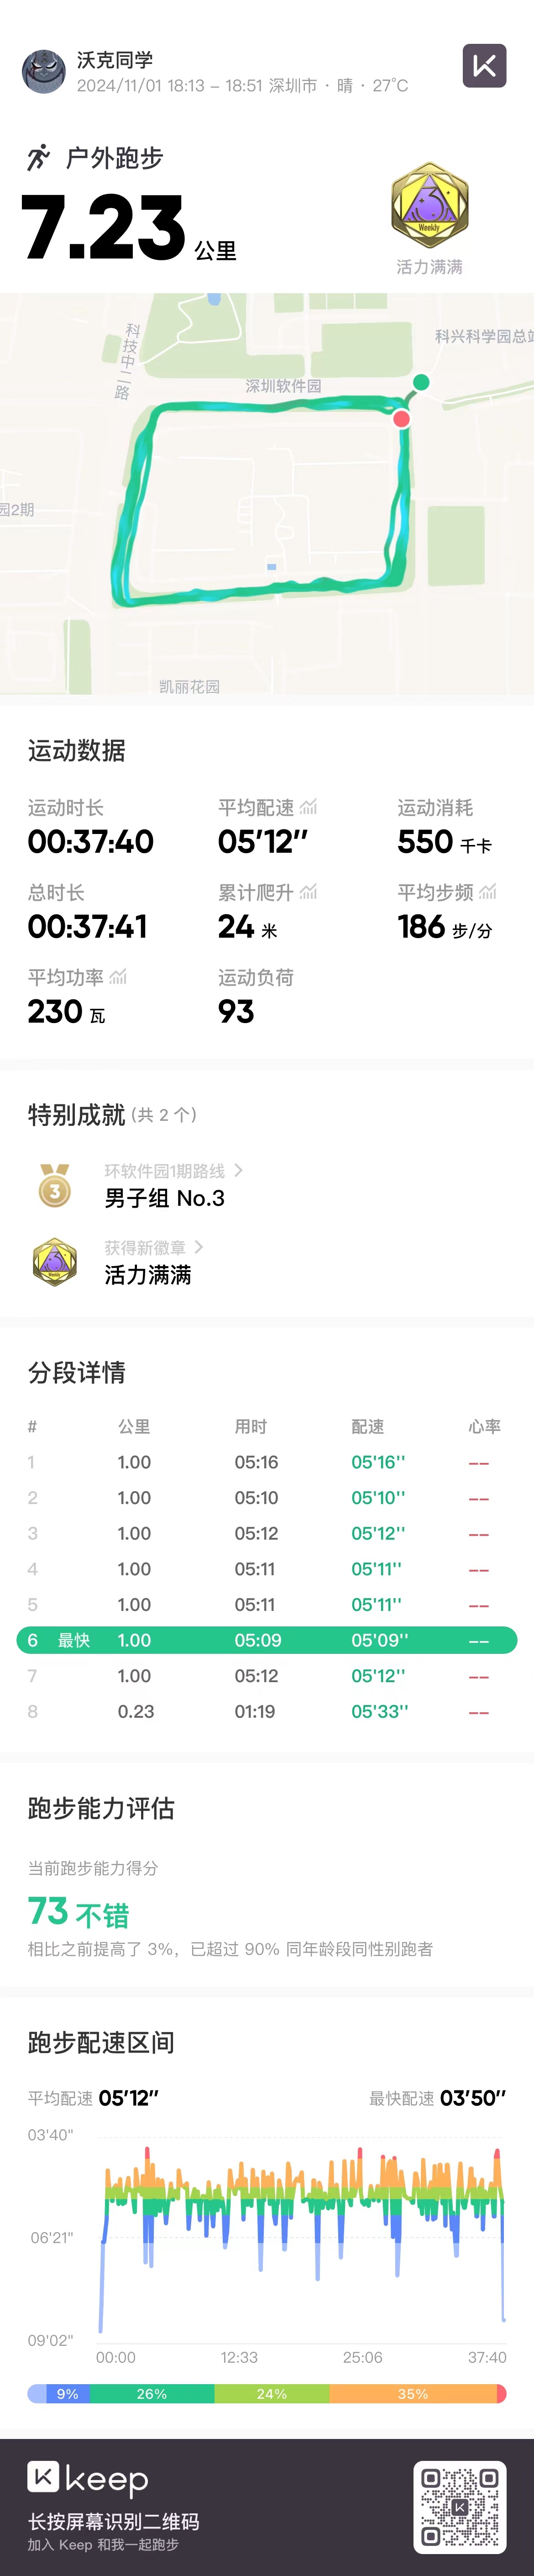 沃克同学
2024/11/01 18:13 – 18:51 深圳市 · 晴 · 27°C
户外跑步
7.23 公里
3
Weekly
活力满满
科技中二路
科兴科学园总站
深圳软件园
园2期
凯丽花园
运动数据
运动时长 平均配速 运动消耗
00:37:40 05'12'' 550 千卡
总时长 累计爬升 平均步频
00:37:41 24 米 186 步/分
平均功率 运动负荷
230 瓦 93
特别成就 (共 2 个)
3 环软件园1期路线
男子组 No.3
获得新徽章
活力满满
分段详情
# 公里 用时 配速 心率
1 1.00 05:16 05'16'' --
2 1.00 05:10 05'10'' --
3 1.00 05:12 05'12'' --
4 1.00 05:11 05'11'' --
5 1.00 05:11 05'11'' --
6 最快 1.00 05:09 05'09'' --
7 1.00 05:12 05'12'' --
8 0.23 01:19 05'33'' --
跑步能力评估
当前跑步能力得分
73 不错
相比之前提高了 3%，已超过 90% 同年龄段同性别跑者
跑步配速区间
平均配速 05'12'' 最快配速 03'50''
03'40"
06'21"
09'02"
00:00 12:33 25:06 37:40
9% 26% 24% 35%
keep
长按屏幕识别二维码
加入 Keep 和我一起跑步